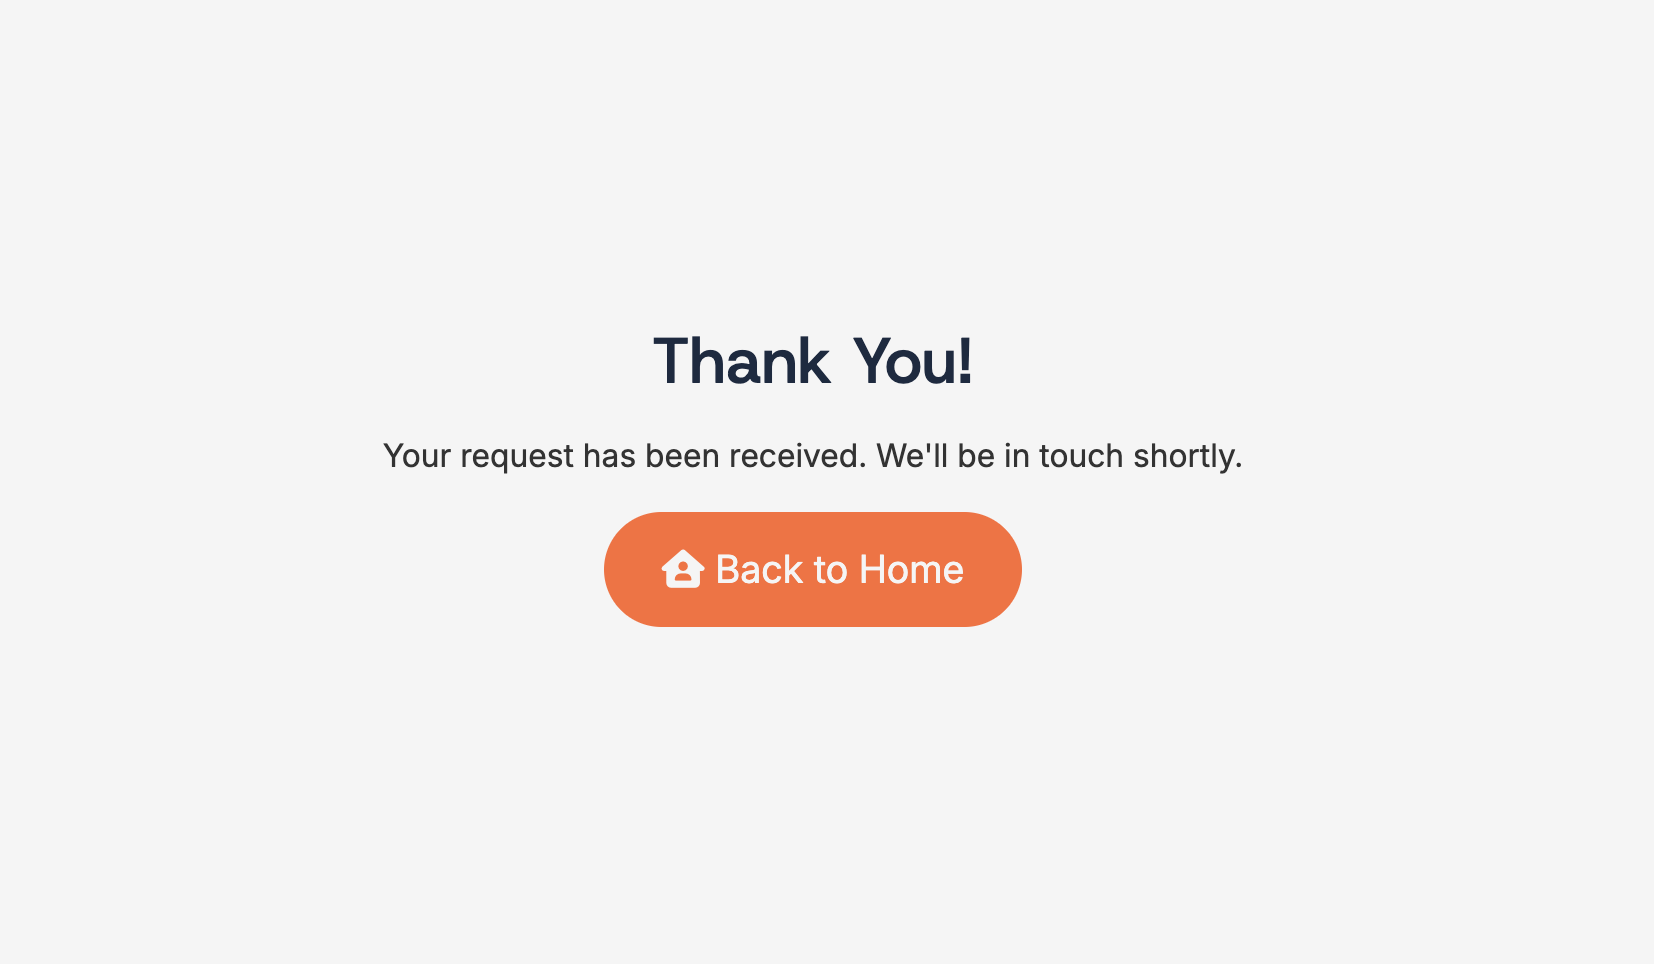 Thank You!
Your request has been received. We'll be in touch shortly.
Back to Home